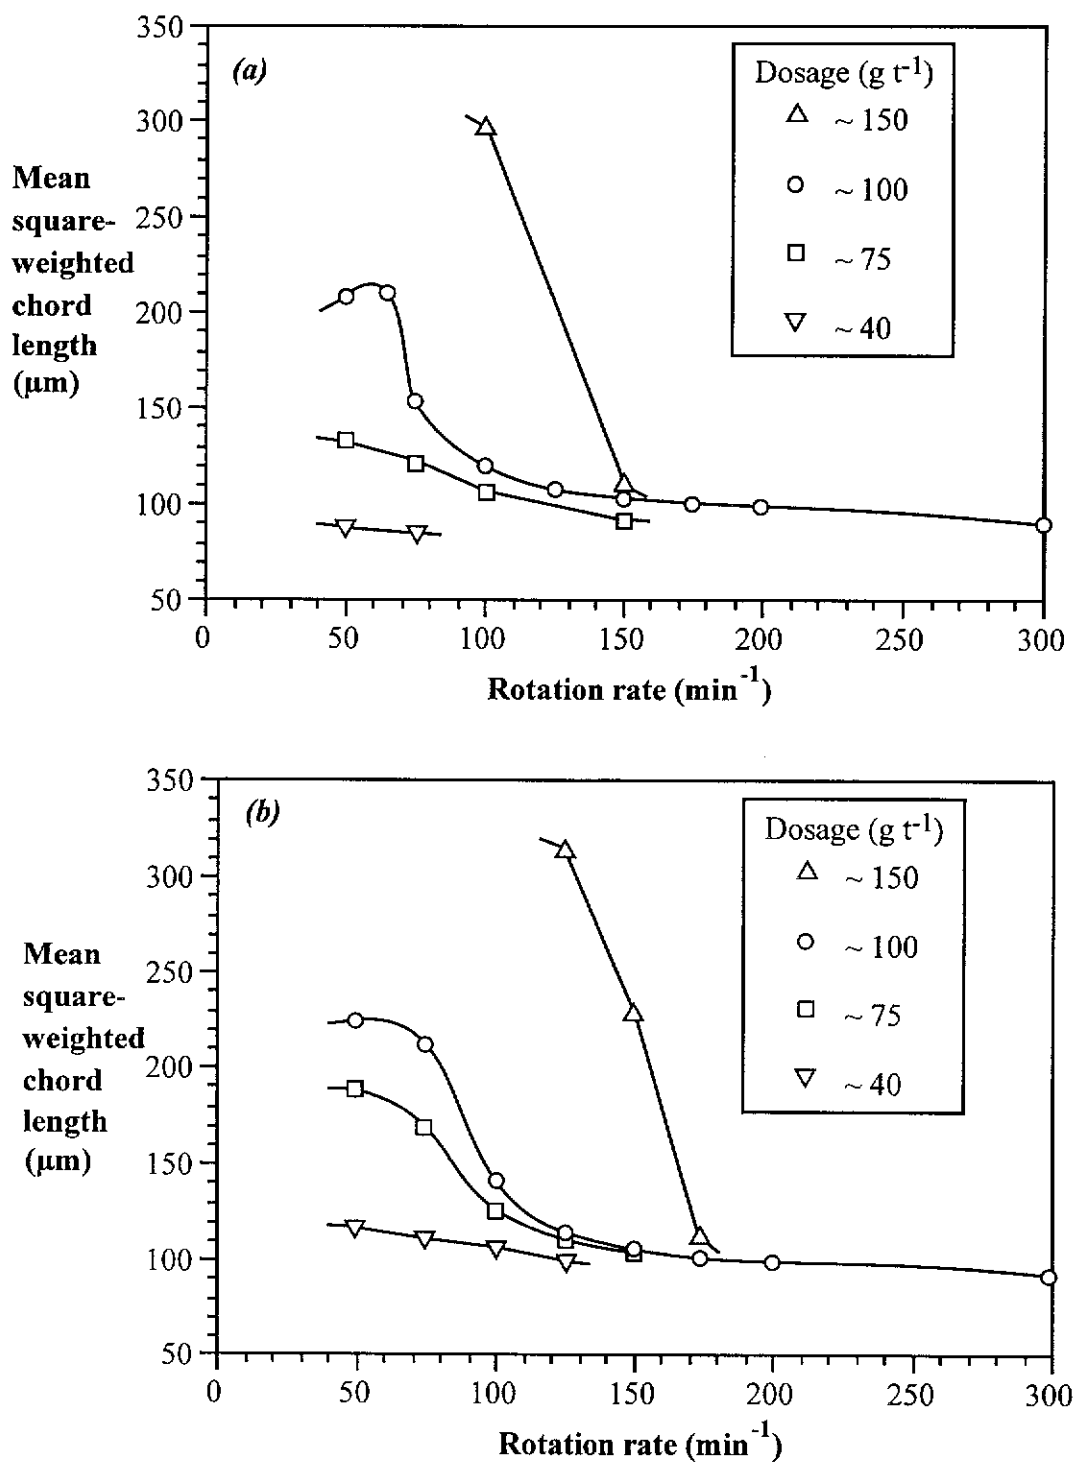 350
(a)
Dosage (g t-1)
~ 150
300
Mean
square-
weighted
chord
length
(μm)
~ 100
250
~ 75
200
~ 40
150
100
50
0 50 100 150 200 250 300
Rotation rate (min-1)
350
(b)
Dosage (g t-1)
~ 150
300
Mean
square-
weighted
chord
length
(μm)
~ 100
250
~ 75
200
~ 40
150
100
50
0 50 100 150 200 250 300
Rotation rate (min-1)